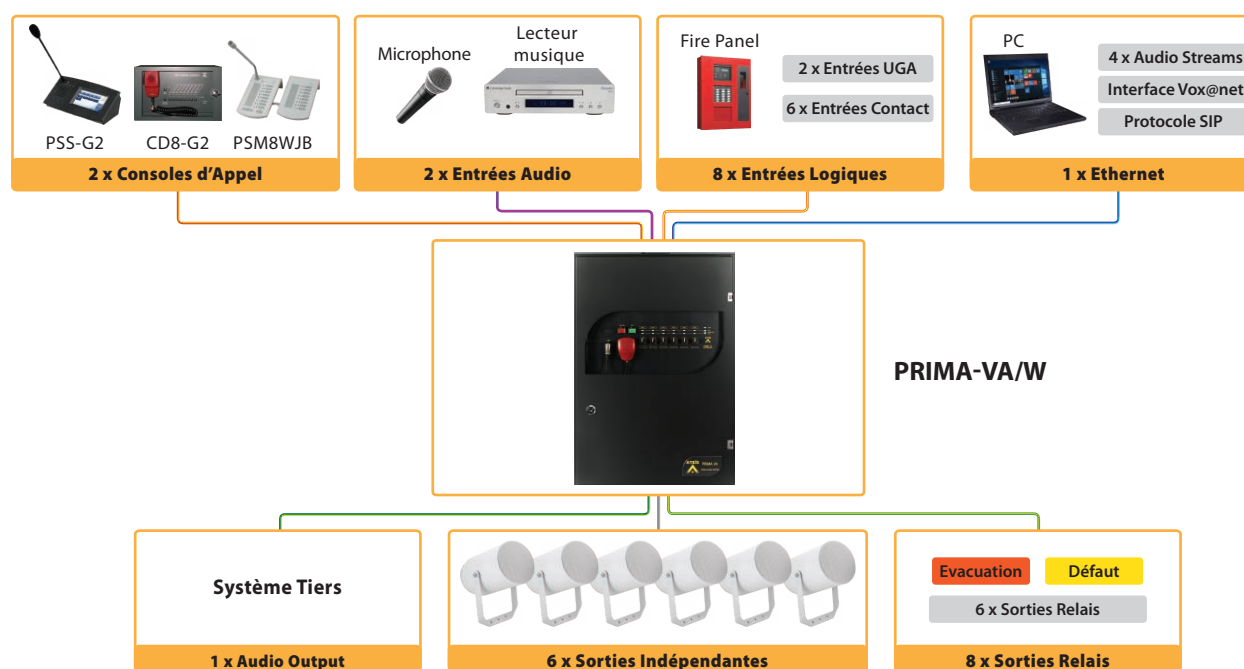 Microphone
Lecteur
musique
Fire Panel
PC
2 x Entrées UGA
6 x Entrées Contact
4 x Audio Streams
Interface Vox@net
Protocole SIP
PSS-G2
CD8-G2
PSM8WJB
2 x Consoles d'Appel
2 x Entrées Audio
8 x Entrées Logiques
1 x Ethernet
PRIMA-VA/W
Système Tiers
Evacuation
Défaut
6 x Sorties Relais
1 x Audio Output
6 x Sorties Indépendantes
8 x Sorties Relais